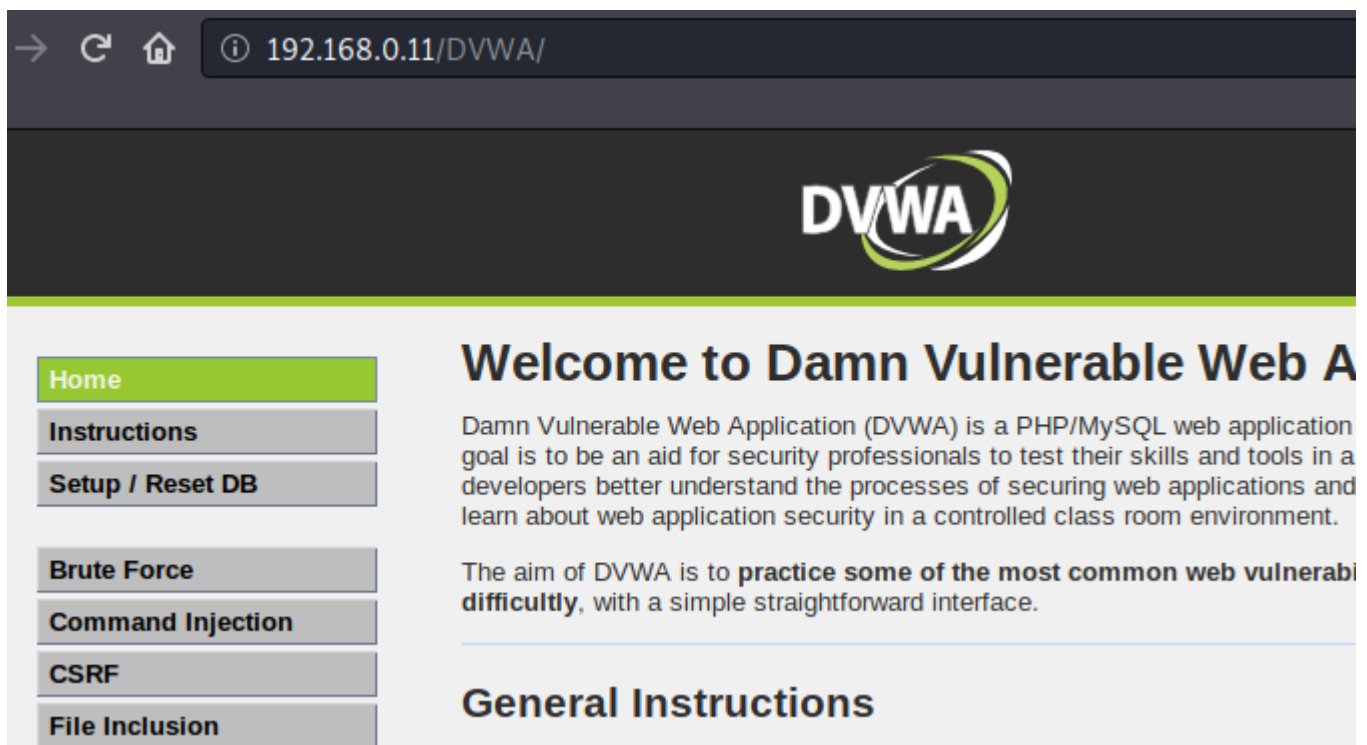 192.168.0.11/DVWA/
DVWA
Home
Instructions
Setup / Reset DB
Brute Force
Command Injection
CSRF
File Inclusion
Welcome to Damn Vulnerable Web A
Damn Vulnerable Web Application (DVWA) is a PHP/MySQL web application
goal is to be an aid for security professionals to test their skills and tools in a
developers better understand the processes of securing web applications and
learn about web application security in a controlled class room environment.
The aim of DVWA is to practice some of the most common web vulnerabi
difficultly, with a simple straightforward interface.
General Instructions